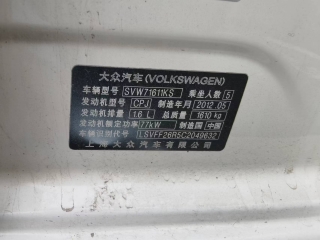 大众汽车(VOLKSWAGEN)
车辆型号 SVW71611KS 乘坐人数 5
发动机型号 CPJ 制造年月 2012.05
发动机排量 1.6 L 总质量 1610 kg
发动机额定功率 77kW 制造国 中国
车辆识别代号 LSVFF26R5C2049632
上海大众汽车有限公司